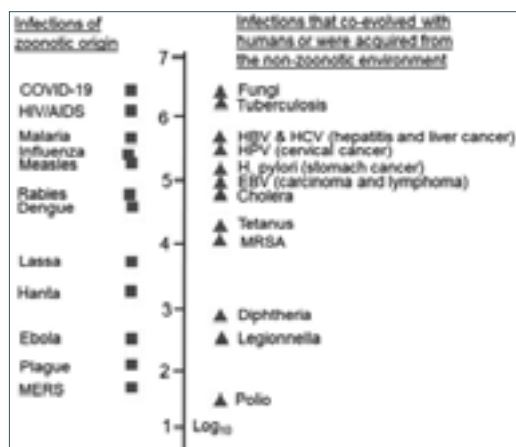 Infections of
zoonotic origin
Infections that co-evolved with
humans or were acquired from
the non-zoonotic environment
7
COVID-19
Fungi
6
Tuberculosis
HIV/AIDS
Malaria
HBV & HCV (hepatitis and liver cancer)
Influenza
HPV (cervical cancer)
Measles
H. pylori (stomach cancer)
5
EBV (carcinoma and lymphoma)
Rabies
Cholera
Dengue
Tetanus
4
MRSA
Lassa
Hanta
3
Diphtheria
Ebola
Legionnella
Plague
2
MERS
Polio
1
Log10